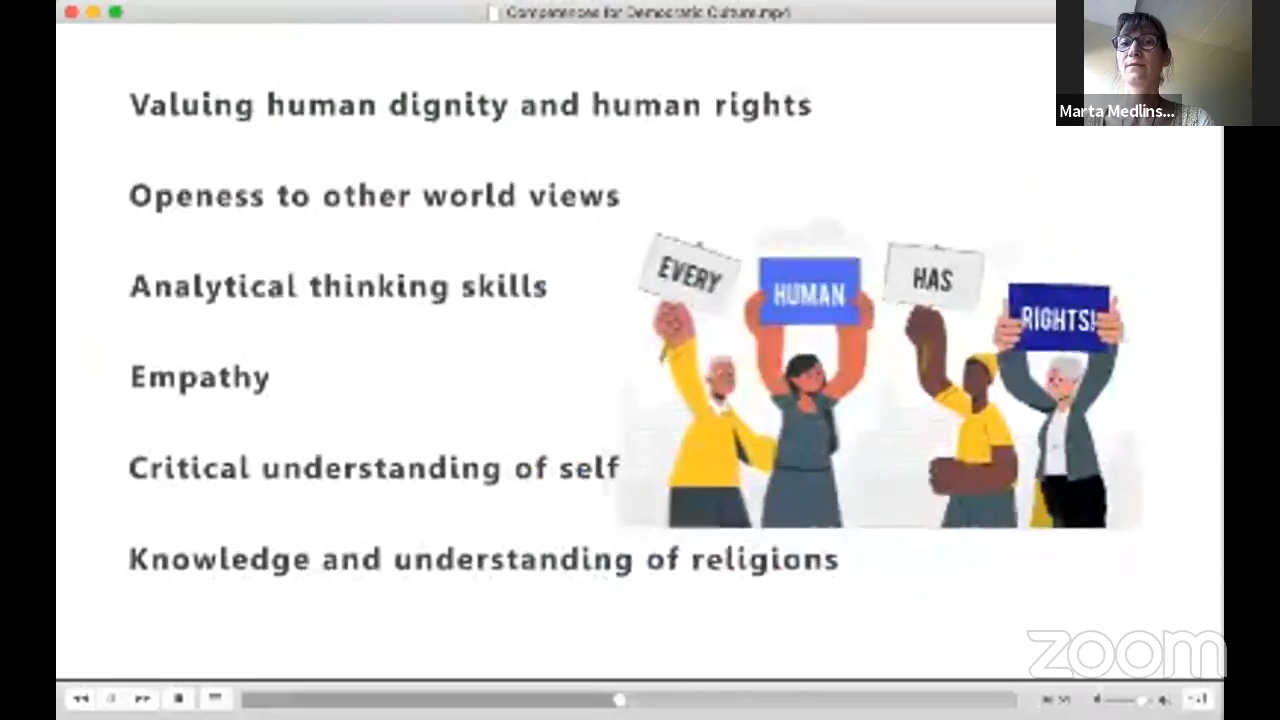 Competences for Democratic Culture.mp4
Marta Medlins...
Valuing human dignity and human rights
Openess to other world views
Analytical thinking skills
Empathy
Critical understanding of self
Knowledge and understanding of religions
EVERY
HUMAN
HAS
RIGHTS!
zoom